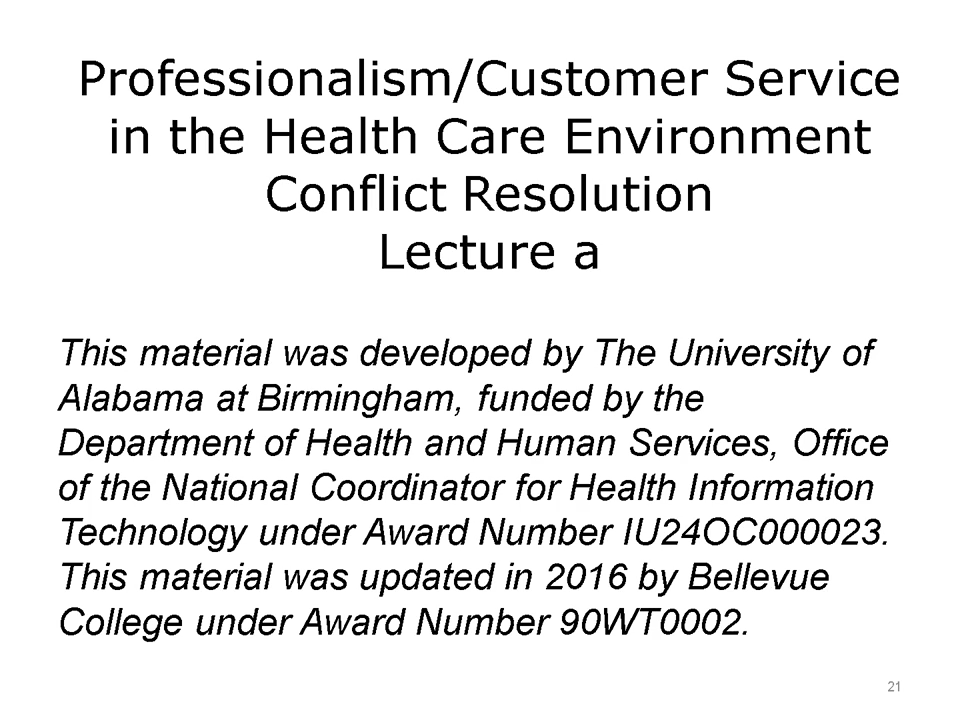 Professionalism/Customer Service
in the Health Care Environment
Conflict Resolution
Lecture a
This material was developed by The University of
Alabama at Birmingham, funded by the
Department of Health and Human Services, Office
of the National Coordinator for Health Information
Technology under Award Number IU24OC000023.
This material was updated in 2016 by Bellevue
College under Award Number 90WT0002.
21